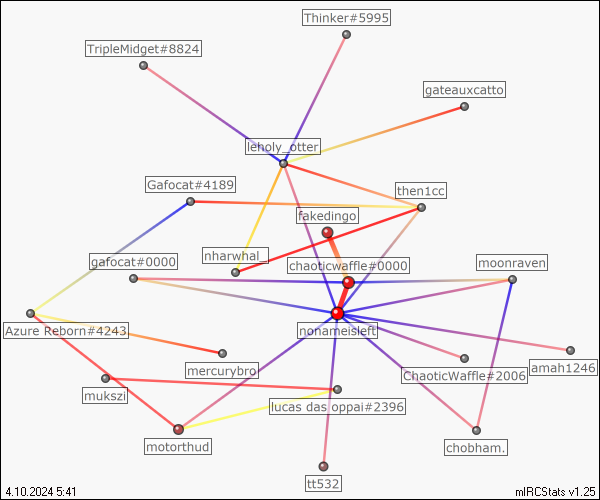 Thinker#5995
TripleMidget#8824
gateauxcatto
leholy_otter
Gafocat#4189
then1cc
fakedingo
nharwhal_
gafocat#0000
chaoticwaffle#0000
moonraven
Azure Reborn#4243
nonameisleft
mercurybro
ChaoticWaffle#2006
amah1246
mukszi
lucas das oppai#2396
motorthud
chobham.
tt532
4.10.2024 5:41
mIRCStats v1.25